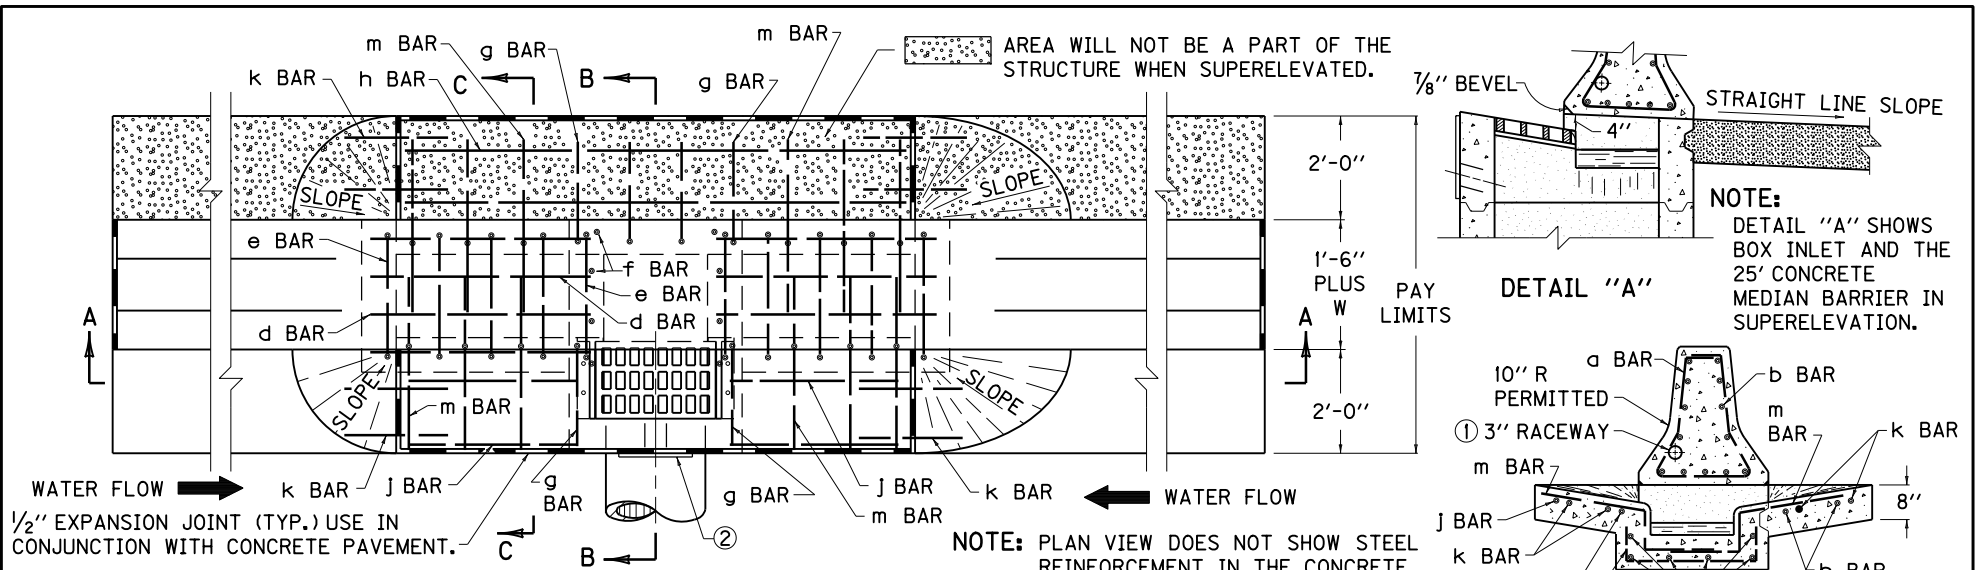 m BAR
g BAR
m BAR
AREA WILL NOT BE A PART OF THE
STRUCTURE WHEN SUPERELEVATED.
k BAR
h BAR
C
B
g BAR
7/8" BEVEL
STRAIGHT LINE SLOPE
4"
2'-0"
SLOPE
SLOPE
NOTE:
DETAIL "A" SHOWS
BOX INLET AND THE
25' CONCRETE
MEDIAN BARRIER IN
SUPERELEVATION.
e BAR
f BAR
e BAR
d BAR
d BAR
1'-6"
PLUS
W
PAY
LIMITS
DETAIL "A"
A
A
SLOPE
SLOPE
m BAR
2'-0"
a BAR
b BAR
10" R
PERMITTED
m
BAR
① 3" RACEWAY
k BAR
m BAR
8"
WATER FLOW
k BAR
j BAR
g
BAR
g BAR
j BAR
k BAR
m BAR
WATER FLOW
1/2" EXPANSION JOINT (TYP.) USE IN
CONJUNCTION WITH CONCRETE PAVEMENT.
C
B
②
NOTE: PLAN VIEW DOES NOT SHOW STEEL
REINFORCEMENT IN THE CONCRETE
j BAR
k BAR
h BAR